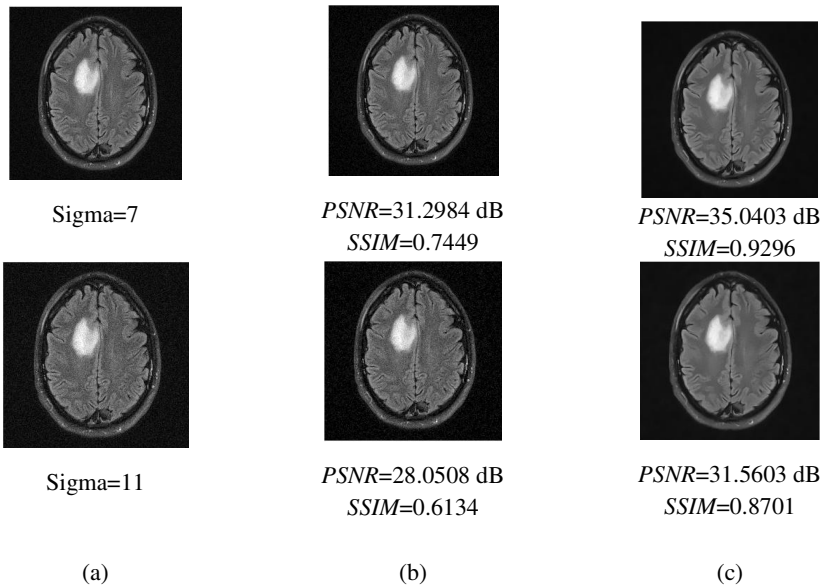 Sigma=7
PSNR=31.2984 dB
SSIM=0.7449
PSNR=35.0403 dB
SSIM=0.9296
Sigma=11
PSNR=28.0508 dB
SSIM=0.6134
PSNR=31.5603 dB
SSIM=0.8701
(a)
(b)
(c)